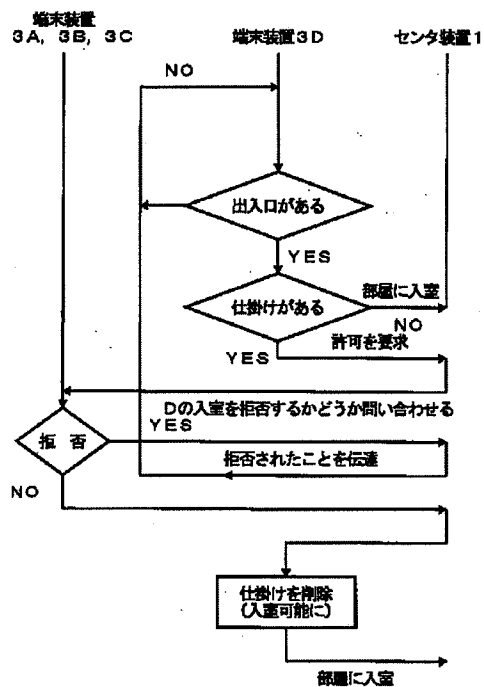 端末装置
3A, 3B, 3C
端末装置3D
センタ装置1
NO
出入口がある
YES
仕掛けがある
部屋に入室
NO
許可を要求
YES
Dの入室を拒否するかどうか問い合わせる
拒 否
YES
拒否されたことを伝達
NO
仕掛けを削除
(入室可能に)
部屋に入室